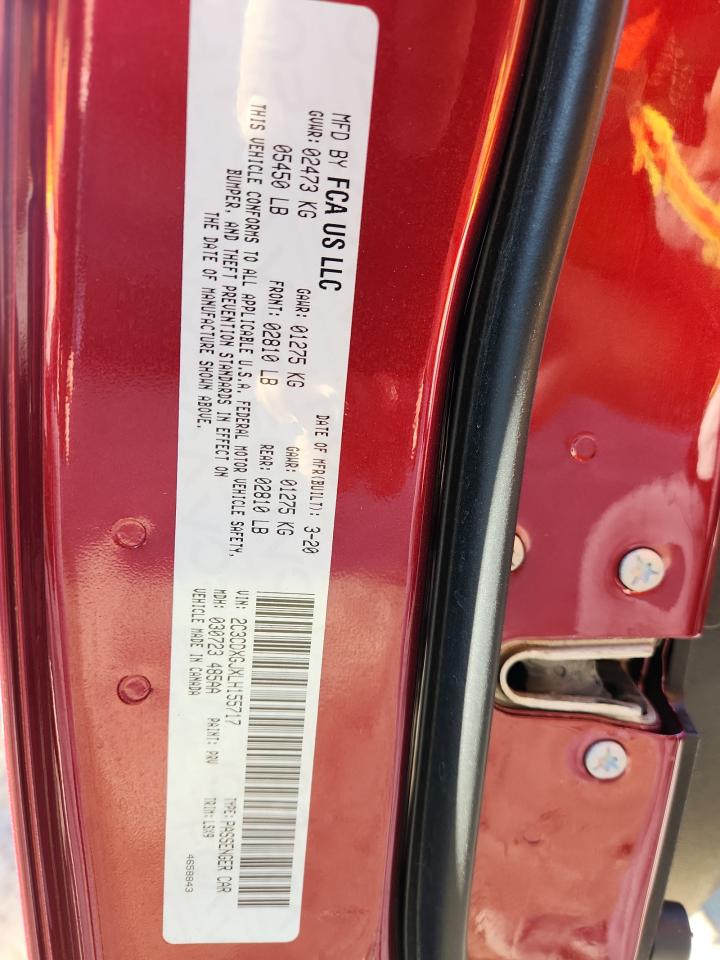 MFD BY FCA US LLC
DATE OF MFR(BUILT): 3-20
GVWR: 02473 KG GAWR: 01275 KG GAWR: 01275 KG
05450 LB FRONT: 02810 LB REAR: 02810 LB
THIS VEHICLE CONFORMS TO ALL APPLICABLE U.S.A. FEDERAL MOTOR VEHICLE SAFETY,
BUMPER, AND THEFT PREVENTION STANDARDS IN EFFECT ON
THE DATE OF MANUFACTURE SHOWN ABOVE.
VIN: 2C3CDXGJXLH155717 TYPE: PASSENGER CAR
MDH: 030723 485AA PAINT: PRV TRIM: LSX9
VEHICLE MADE IN CANADA
4658843